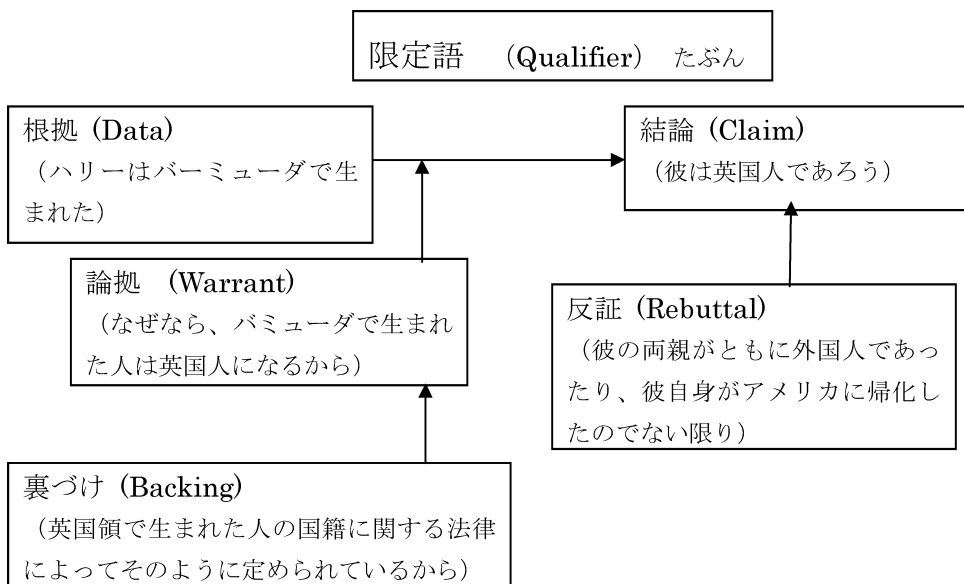 限定語　（Qualifier）　たぶん
根拠 (Data)
（ハリーはバーミューダで生
まれた）
結論 (Claim)
（彼は英国人であろう）
論拠　(Warrant)
（なぜなら、バミューダで生まれ
た人は英国人になるから）
反証 (Rebuttal)
（彼の両親がともに外国人であっ
たり、彼自身がアメリカに帰化し
たのでない限り）
裏づけ (Backing)
（英国領で生まれた人の国籍に関する法律
によってそのように定められているから）